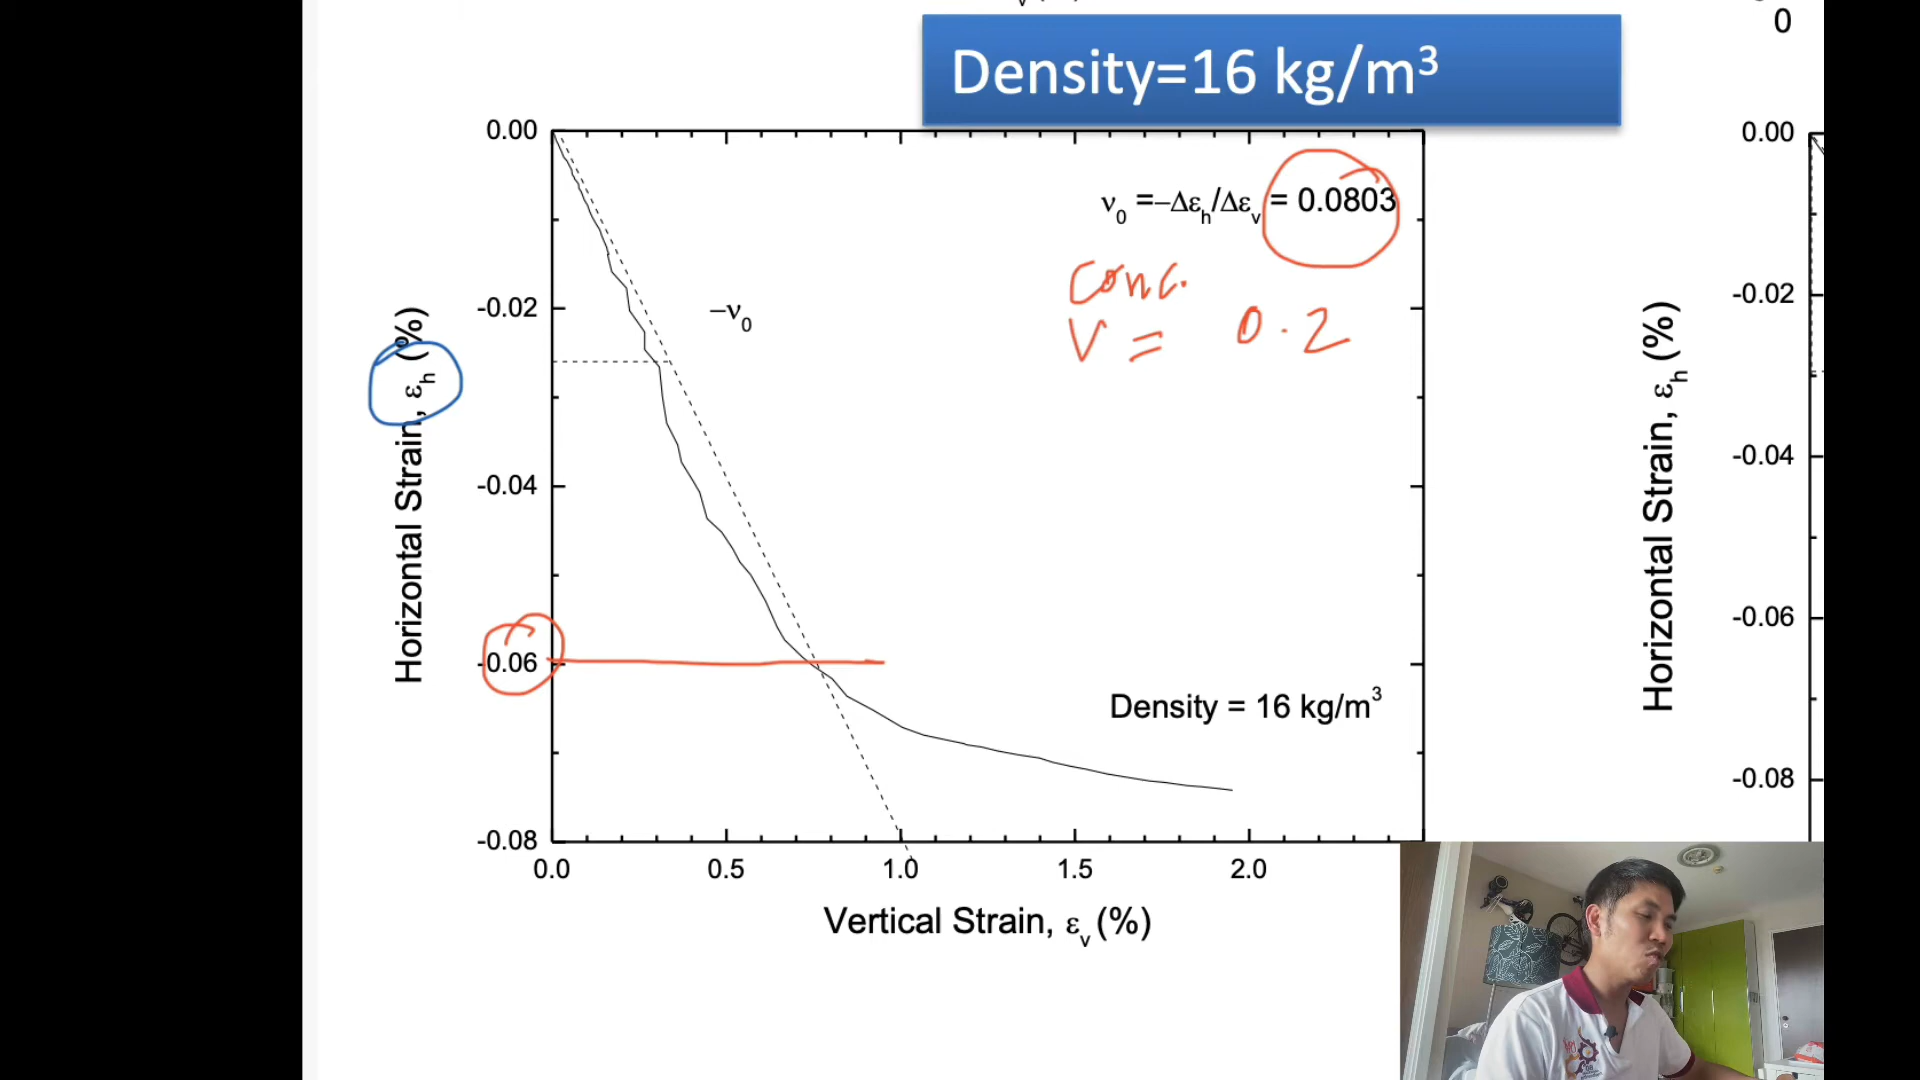 0
Density=16 kg/m³
0.00
-0.02
-0.04
-0.06
-0.08
0.0
0.5
1.0
1.5
2.0
Horizontal Strain, εh (%)
Vertical Strain, εv (%)
ν0 =−Δεh/Δεv = 0.0803
conc.
V = 0.2
−ν0
Density = 16 kg/m³
0.00
-0.02
-0.04
-0.06
-0.08
Horizontal Strain, εh (%)